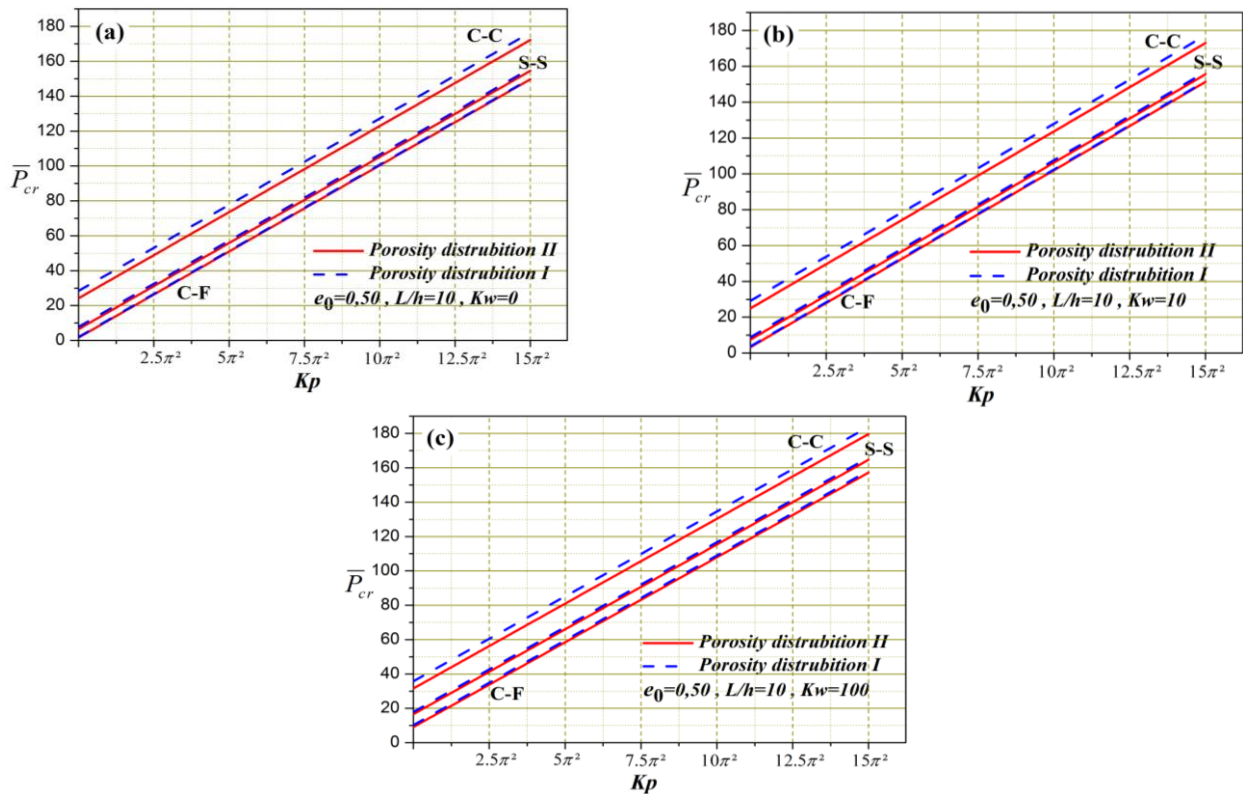 (a)
180
160
140
120
100
80
60
40
20
0
P̅cr
C-C
S-S
C-F
Porosity distrubition II
Porosity distrubition I
e0=0,50 , L/h=10 , Kw=0
2.5π² 5π² 7.5π² 10π² 12.5π² 15π²
Kp
(b)
180
160
140
120
100
80
60
40
20
0
P̅cr
C-C
S-S
C-F
Porosity distrubition II
Porosity distrubition I
e0=0,50 , L/h=10 , Kw=10
2.5π² 5π² 7.5π² 10π² 12.5π² 15π²
Kp
(c)
180
160
140
120
100
80
60
40
20
0
P̅cr
C-C
S-S
C-F
Porosity distrubition II
Porosity distrubition I
e0=0,50 , L/h=10 , Kw=100
2.5π² 5π² 7.5π² 10π² 12.5π² 15π²
Kp